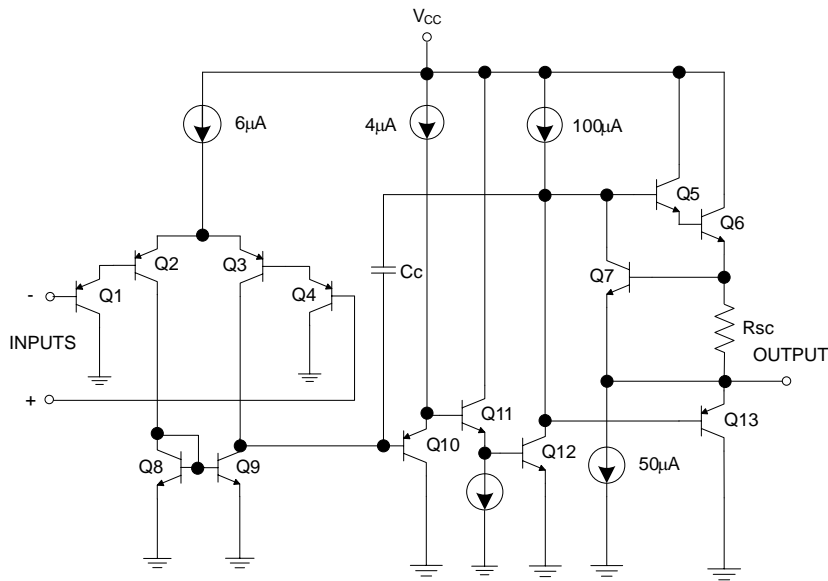 VCC
6μA
4μA
100μA
Q5
Q6
Q2
Q3
Q7
Cc
-
Q1
Q4
Rsc
INPUTS
OUTPUT
+
Q11
Q13
Q10
Q12
Q8
Q9
50μA